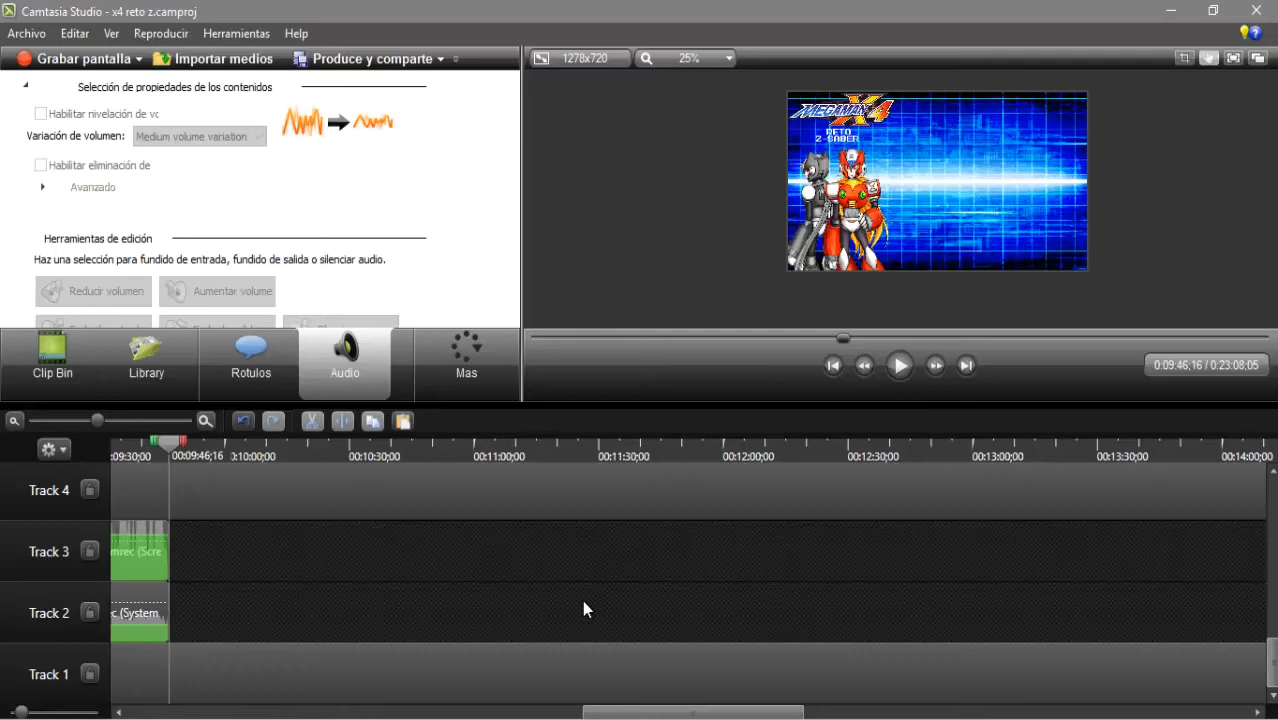 Camtasia Studio - x4 reto z.camproj
Archivo Editar Ver Reproducir Herramientas Help
Grabar pantalla Importar medios Produce y comparte
1278x720 25%
Selección de propiedades de los contenidos
Habilitar nivelación de vc
Variación de volumen: Medium volume variation
Habilitar eliminación de
Avanzado
MEGAMAN X4
RETO
Z-SABER
Herramientas de edición
Haz una selección para fundido de entrada, fundido de salida o silenciar audio.
Reducir volumen Aumentar volume
Clip Bin Library Rotulos Audio Mas
0:09:46;16 / 0:23:08;05
:09:30;00 00:09:46;16 0:10:00;00 00:10:30;00 00:11:00;00 00:11:30;00 00:12:00;00 00:12:30;00 00:13:00;00 00:13:30;00 00:14:00;00
Track 4
Track 3 mrec (Scre
Track 2 c (System
Track 1